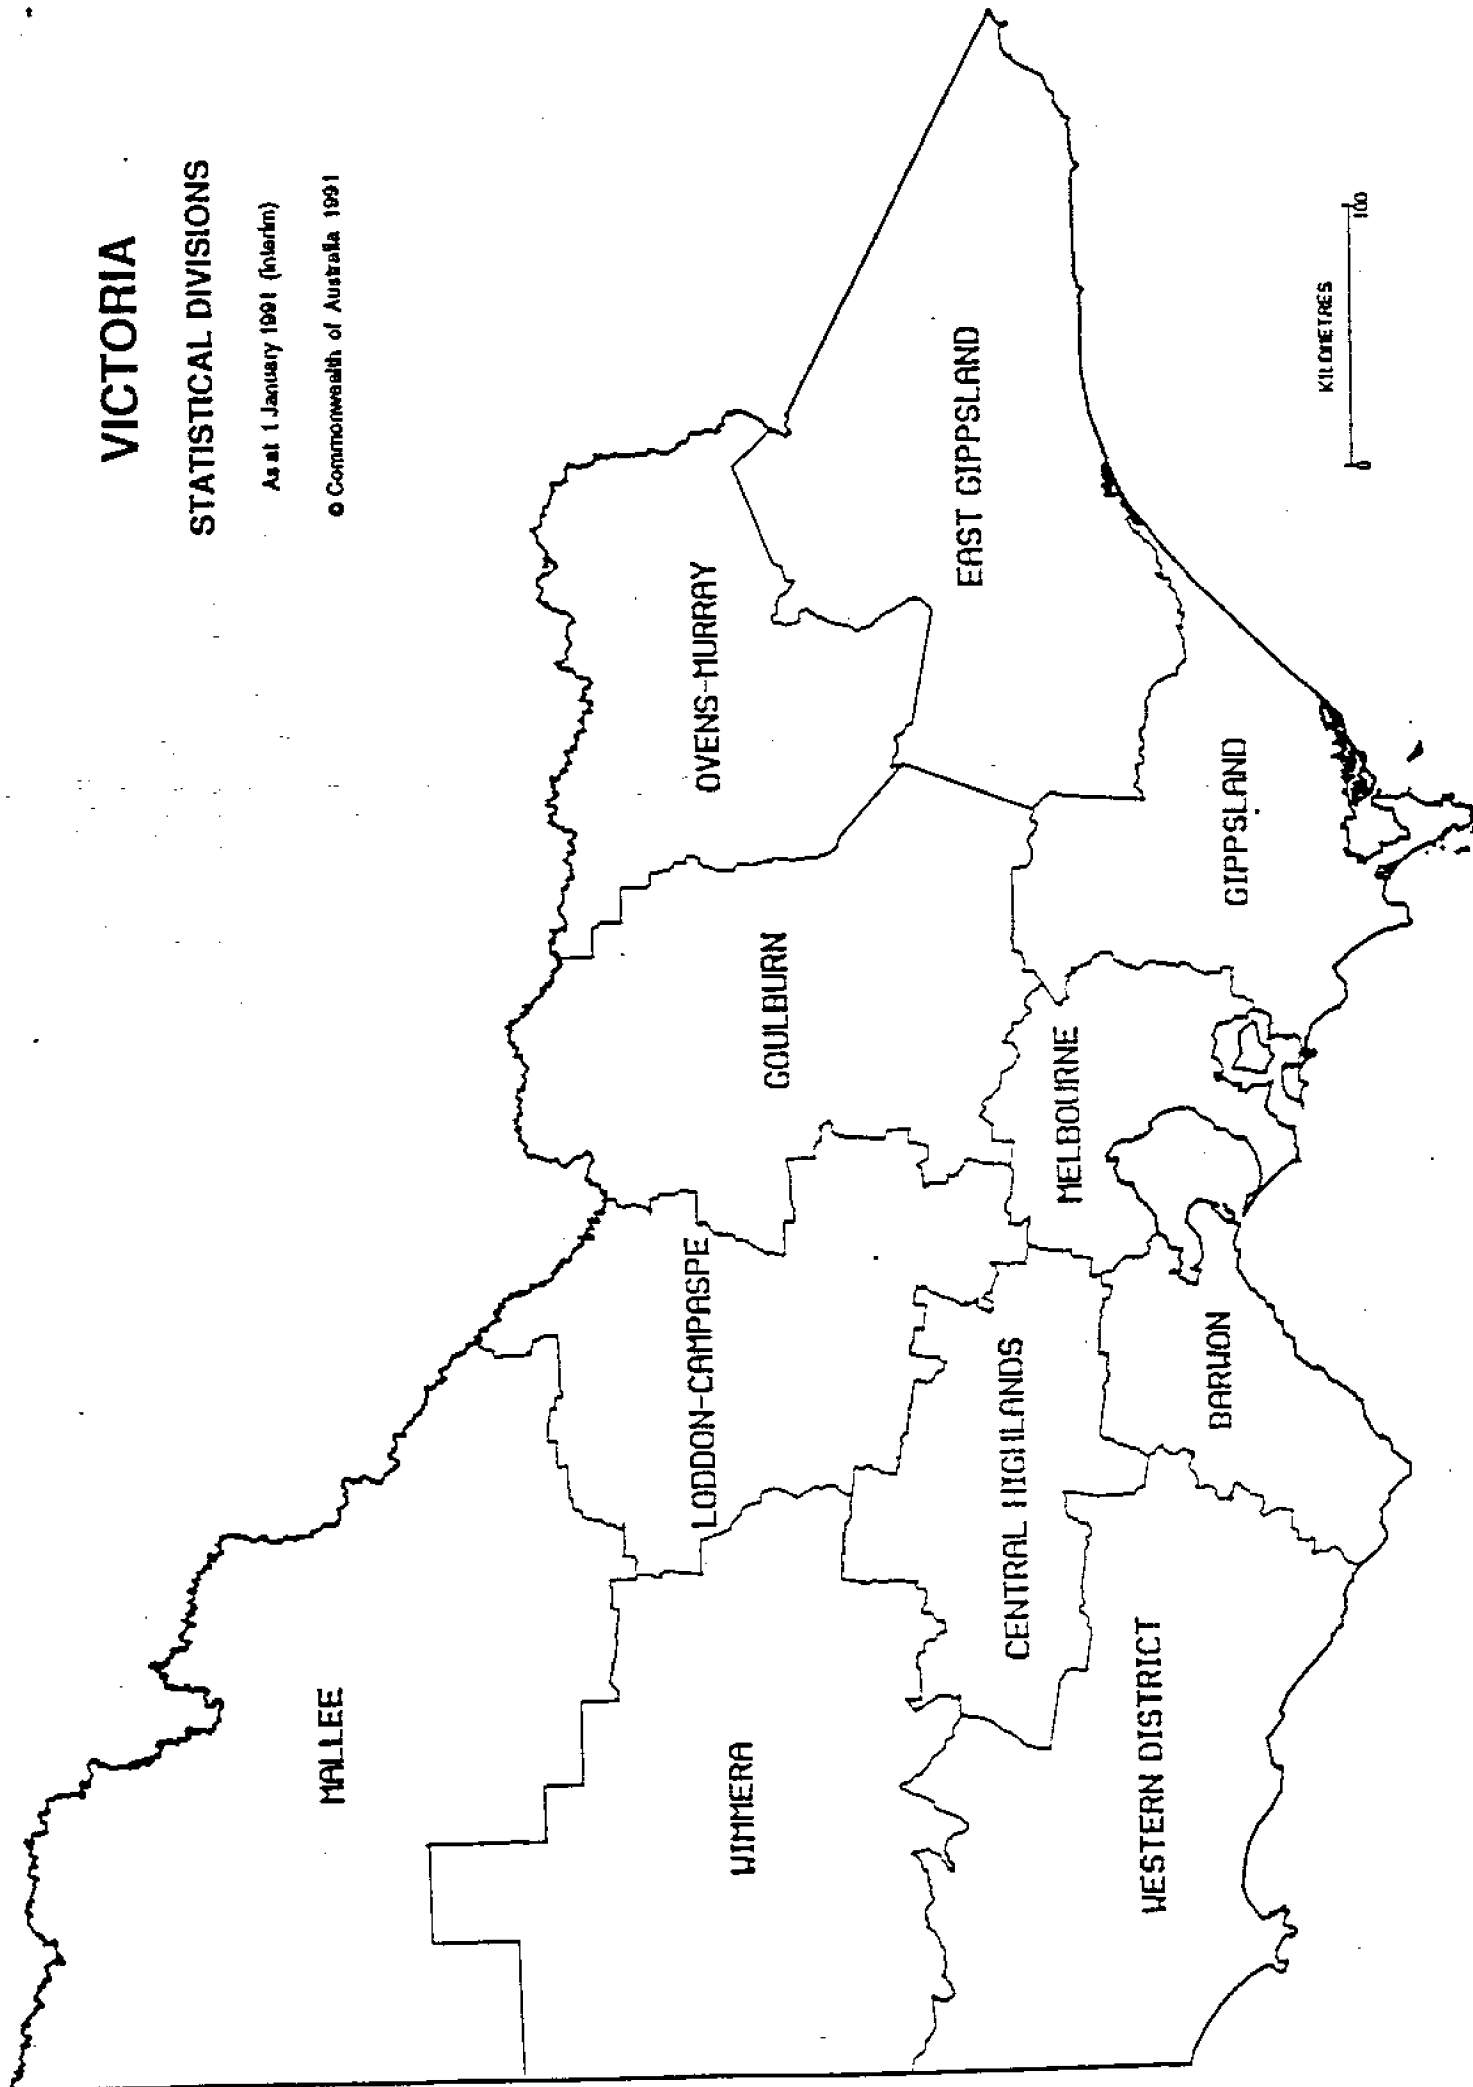 VICTORIA
STATISTICAL DIVISIONS
As at 1 January 1991 (Interim)
© Commonwealth of Australia 1991
MALLEE
WIMMERA
LODDON-CAMPASPE
GOULBURN
OVENS-MURRAY
EAST GIPPSLAND
CENTRAL HIGHLANDS
MELBOURNE
GIPPSLAND
WESTERN DISTRICT
BARWON
KILOMETRES
0 100